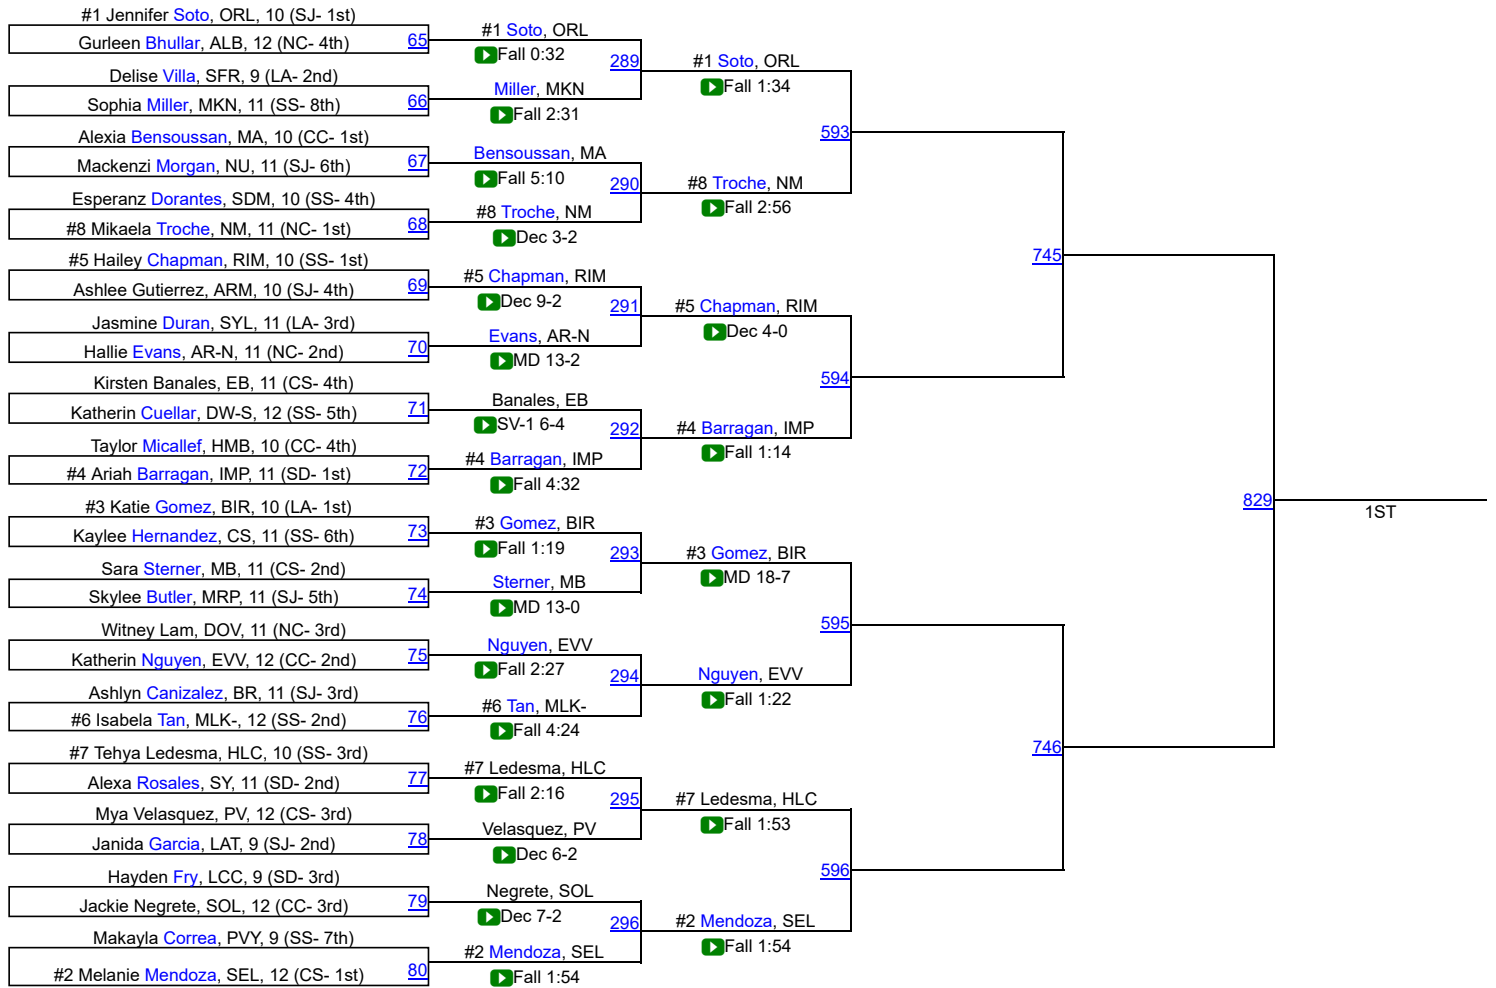 #1 Jennifer Soto, ORL, 10 (SJ- 1st)
Gurleen Bhullar, ALB, 12 (NC- 4th)
65
Delise Villa, SFR, 9 (LA- 2nd)
Sophia Miller, MKN, 11 (SS- 8th)
66
Alexia Bensoussan, MA, 10 (CC- 1st)
Mackenzi Morgan, NU, 11 (SJ- 6th)
67
Esperanz Dorantes, SDM, 10 (SS- 4th)
#8 Mikaela Troche, NM, 11 (NC- 1st)
68
#5 Hailey Chapman, RIM, 10 (SS- 1st)
Ashlee Gutierrez, ARM, 10 (SJ- 4th)
69
Jasmine Duran, SYL, 11 (LA- 3rd)
Hallie Evans, AR-N, 11 (NC- 2nd)
70
Kirsten Banales, EB, 11 (CS- 4th)
Katherin Cuellar, DW-S, 12 (SS- 5th)
71
Taylor Micallef, HMB, 10 (CC- 4th)
#4 Ariah Barragan, IMP, 11 (SD- 1st)
72
#3 Katie Gomez, BIR, 10 (LA- 1st)
Kaylee Hernandez, CS, 11 (SS- 6th)
73
Sara Sterner, MB, 11 (CS- 2nd)
Skylee Butler, MRP, 11 (SJ- 5th)
74
Witney Lam, DOV, 11 (NC- 3rd)
Katherin Nguyen, EVV, 12 (CC- 2nd)
75
Ashlyn Canizalez, BR, 11 (SJ- 3rd)
#6 Isabela Tan, MLK-, 12 (SS- 2nd)
76
#7 Tehya Ledesma, HLC, 10 (SS- 3rd)
Alexa Rosales, SY, 11 (SD- 2nd)
77
Mya Velasquez, PV, 12 (CS- 3rd)
Janida Garcia, LAT, 9 (SJ- 2nd)
78
Hayden Fry, LCC, 9 (SD- 3rd)
Jackie Negrete, SOL, 12 (CC- 3rd)
79
Makayla Correa, PVY, 9 (SS- 7th)
#2 Melanie Mendoza, SEL, 12 (CS- 1st)
80
#1 Soto, ORL
Fall 0:32
289
Miller, MKN
Fall 2:31
Bensoussan, MA
Fall 5:10
290
#8 Troche, NM
Dec 3-2
#5 Chapman, RIM
Dec 9-2
291
Evans, AR-N
MD 13-2
Banales, EB
SV-1 6-4
292
#4 Barragan, IMP
Fall 4:32
#3 Gomez, BIR
Fall 1:19
293
Sterner, MB
MD 13-0
Nguyen, EVV
Fall 2:27
294
#6 Tan, MLK-
Fall 4:24
#7 Ledesma, HLC
Fall 2:16
295
Velasquez, PV
Dec 6-2
Negrete, SOL
Dec 7-2
296
#2 Mendoza, SEL
Fall 1:54
#1 Soto, ORL
Fall 1:34
593
#8 Troche, NM
Fall 2:56
#5 Chapman, RIM
Dec 4-0
594
#4 Barragan, IMP
Fall 1:14
#3 Gomez, BIR
MD 18-7
595
Nguyen, EVV
Fall 1:22
#7 Ledesma, HLC
Fall 1:53
596
#2 Mendoza, SEL
Fall 1:54
745
746
829
1ST